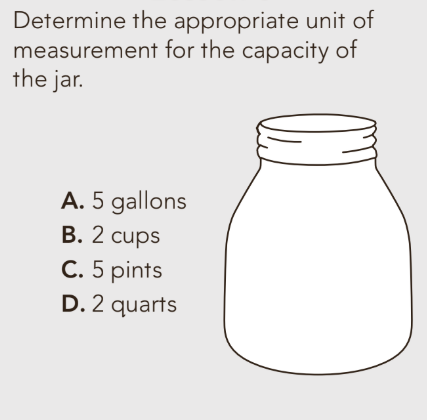 Determine the appropriate unit of
measurement for the capacity of
the jar.
A. 5 gallons
B. 2 cups
C. 5 pints
D. 2 quarts